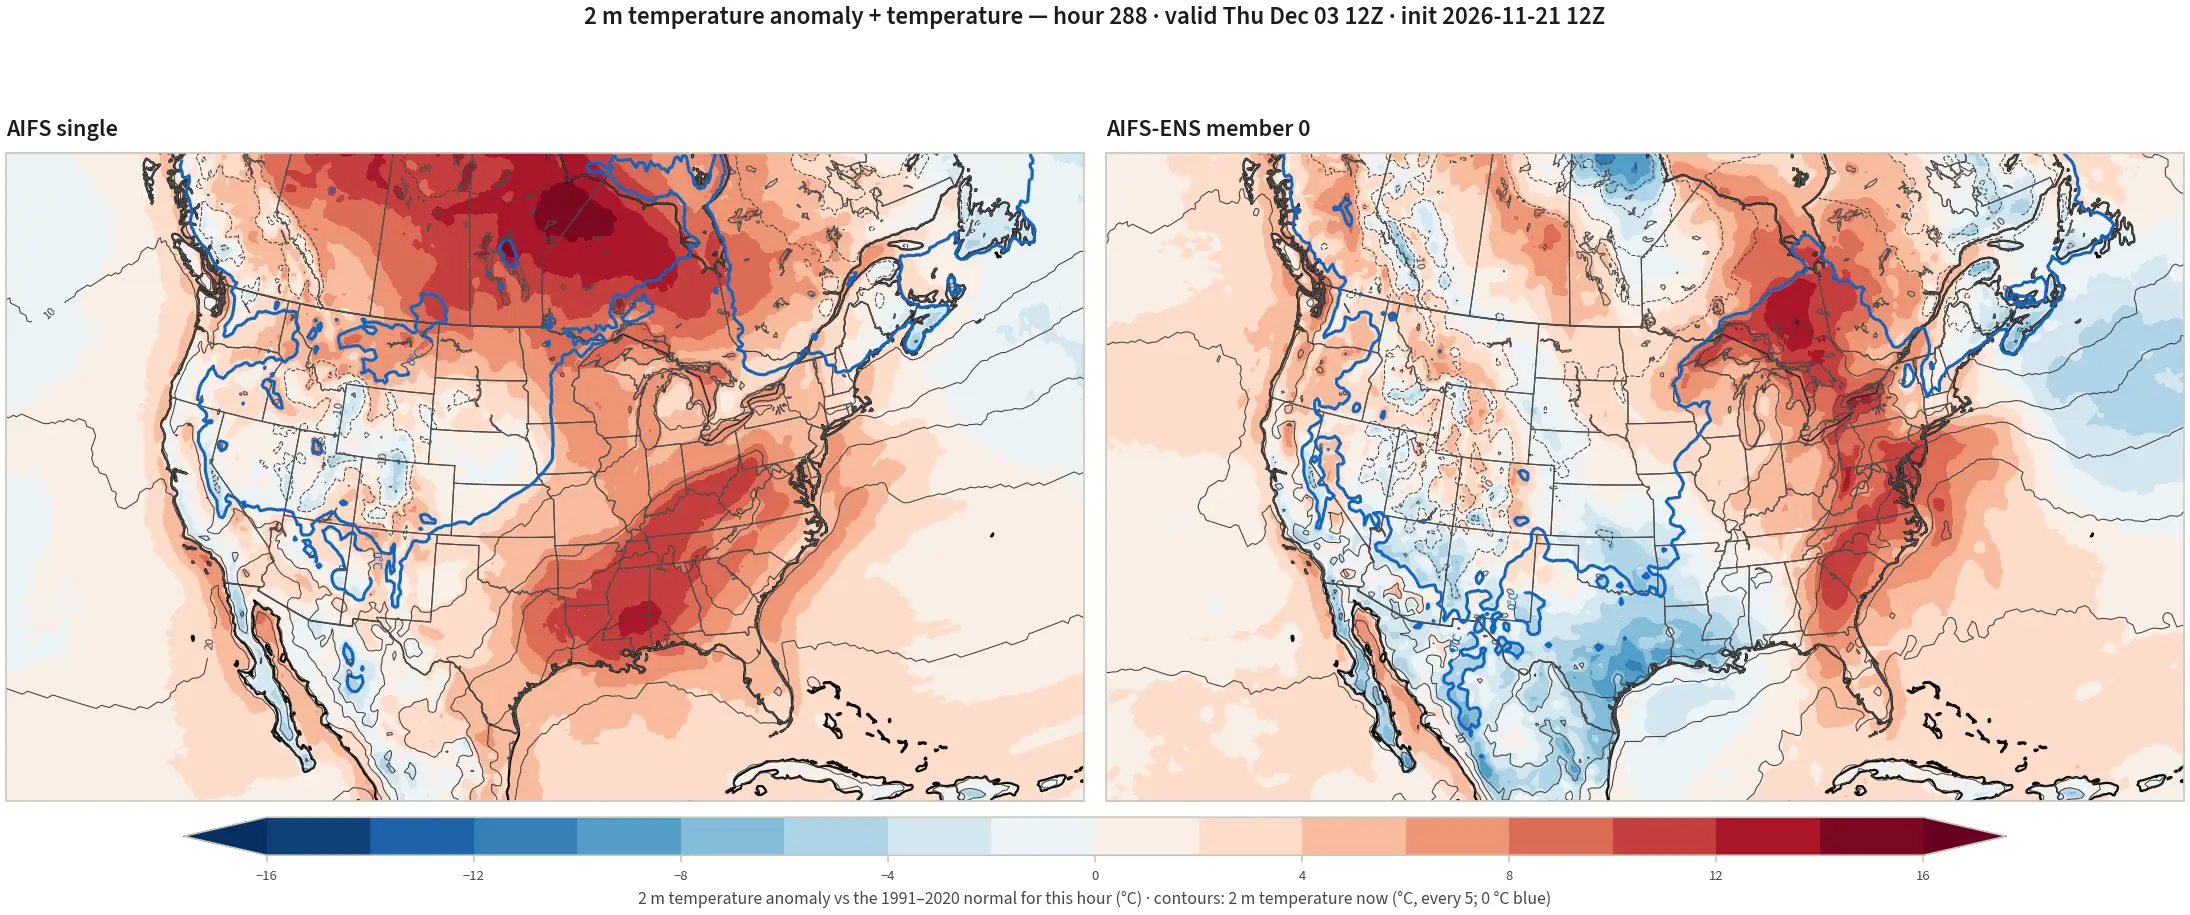 2 m temperature anomaly + temperature — hour 288 · valid Thu Dec 03 12Z · init 2026-11-21 12Z
AIFS single
AIFS-ENS member 0
10
20
−16
−12
−8
−4
0
4
8
12
16
2 m temperature anomaly vs the 1991–2020 normal for this hour (°C) · contours: 2 m temperature now (°C, every 5; 0 °C blue)